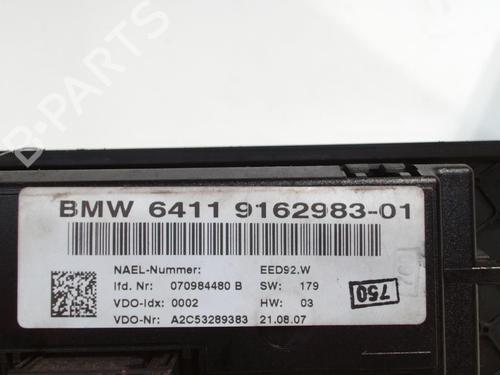 B-PARTS
BMW 6411 9162983-01
NAEL-Nummer: EED92.W
lfd. Nr: 070984480 B SW: 179
VDO-Idx: 0002 HW: 03
VDO-Nr: A2C53289383 21.08.07
750